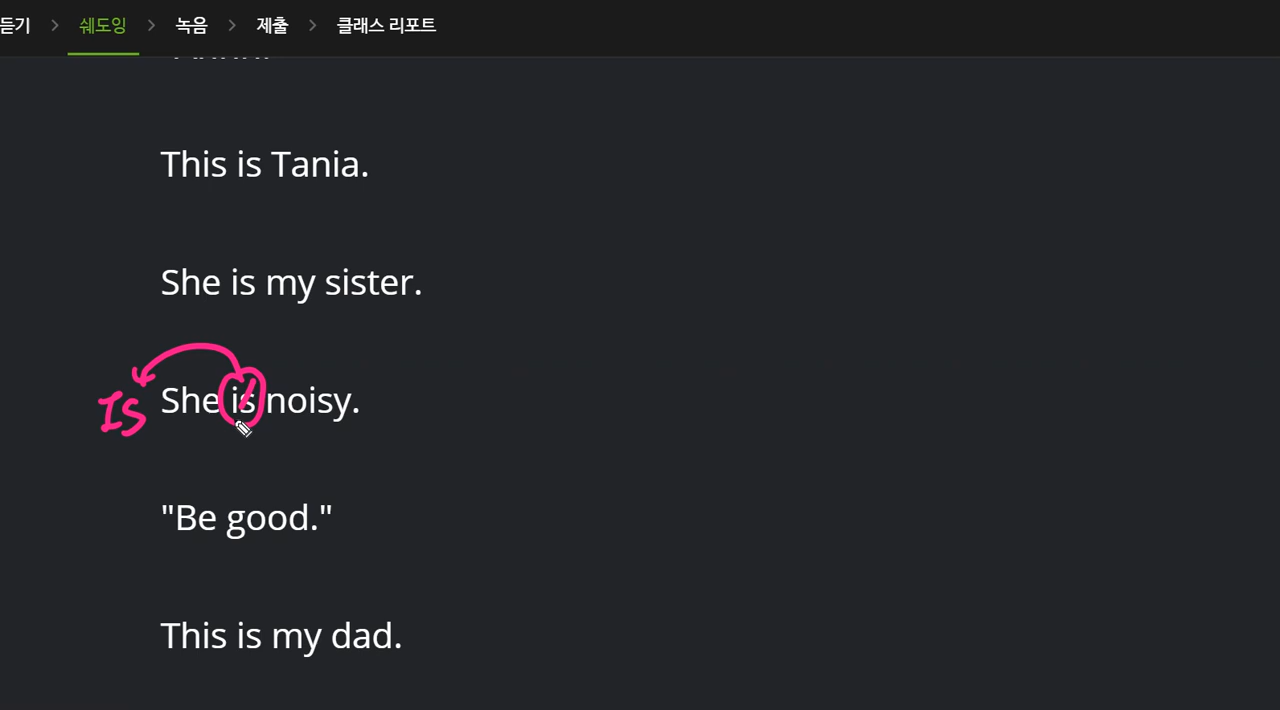 듣기 > 쉐도잉 > 녹음 > 제출 > 클래스 리포트
This is Tania.
She is my sister.
IS She is noisy.
"Be good."
This is my dad.